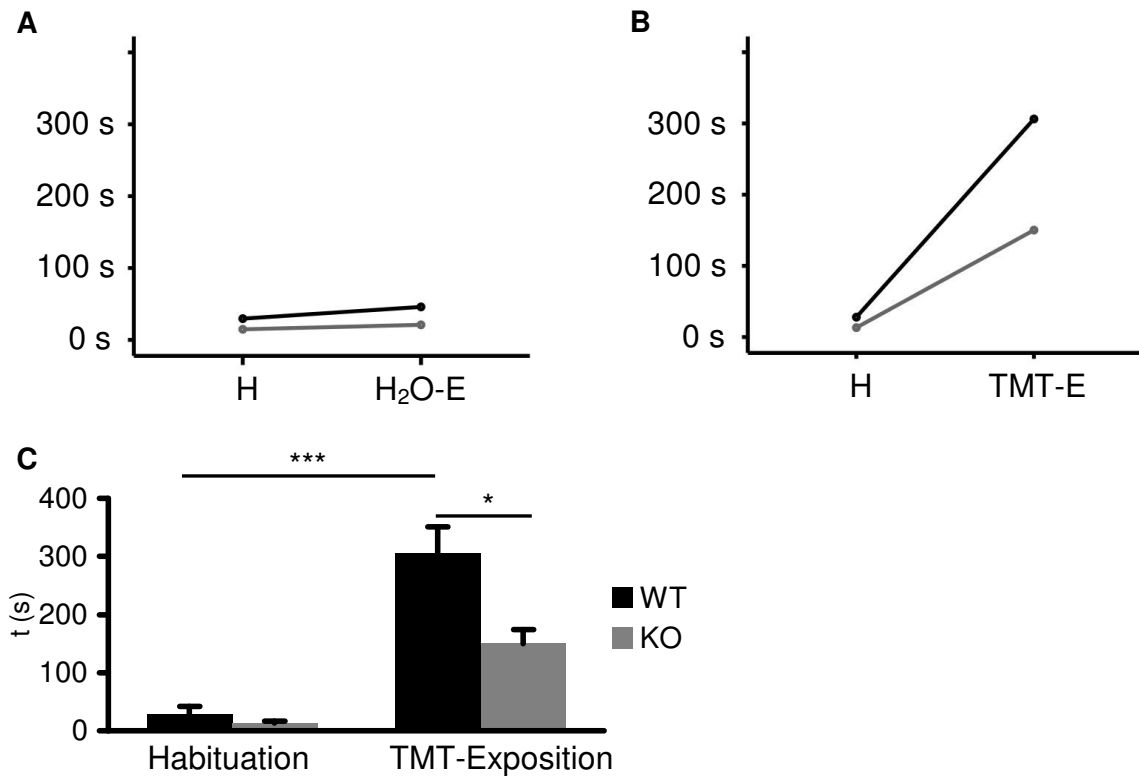 A
300 s
200 s
100 s
0 s
H H₂O-E
B
300 s
200 s
100 s
0 s
H TMT-E
C
***
*
400
300
200
100
0
t (s)
WT
KO
Habituation TMT-Exposition